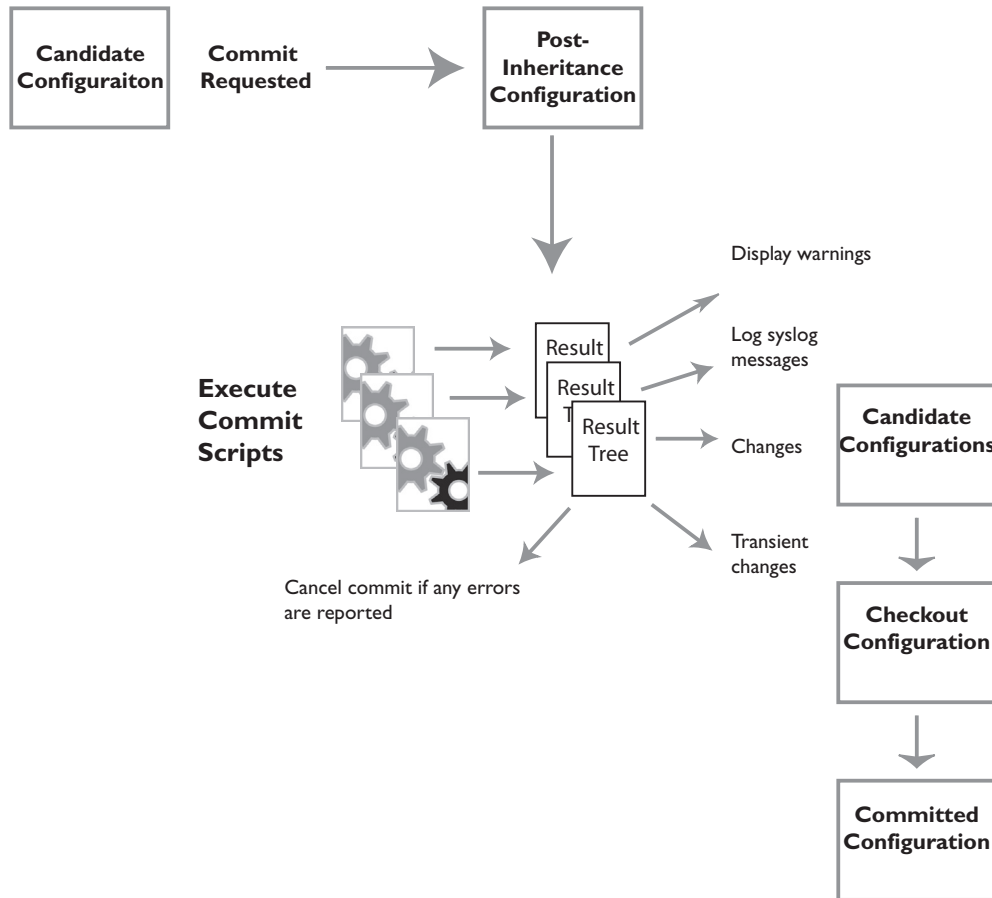 Candidate
Configuraiton
Commit
Requested
Post-
Inheritance
Configuration
Display warnings
Log syslog
messages
Result
Result
T
Result
Tree
Execute
Commit
Scripts
Changes
Candidate
Configurations
Transient
changes
Cancel commit if any errors
are reported
Checkout
Configuration
Committed
Configuration